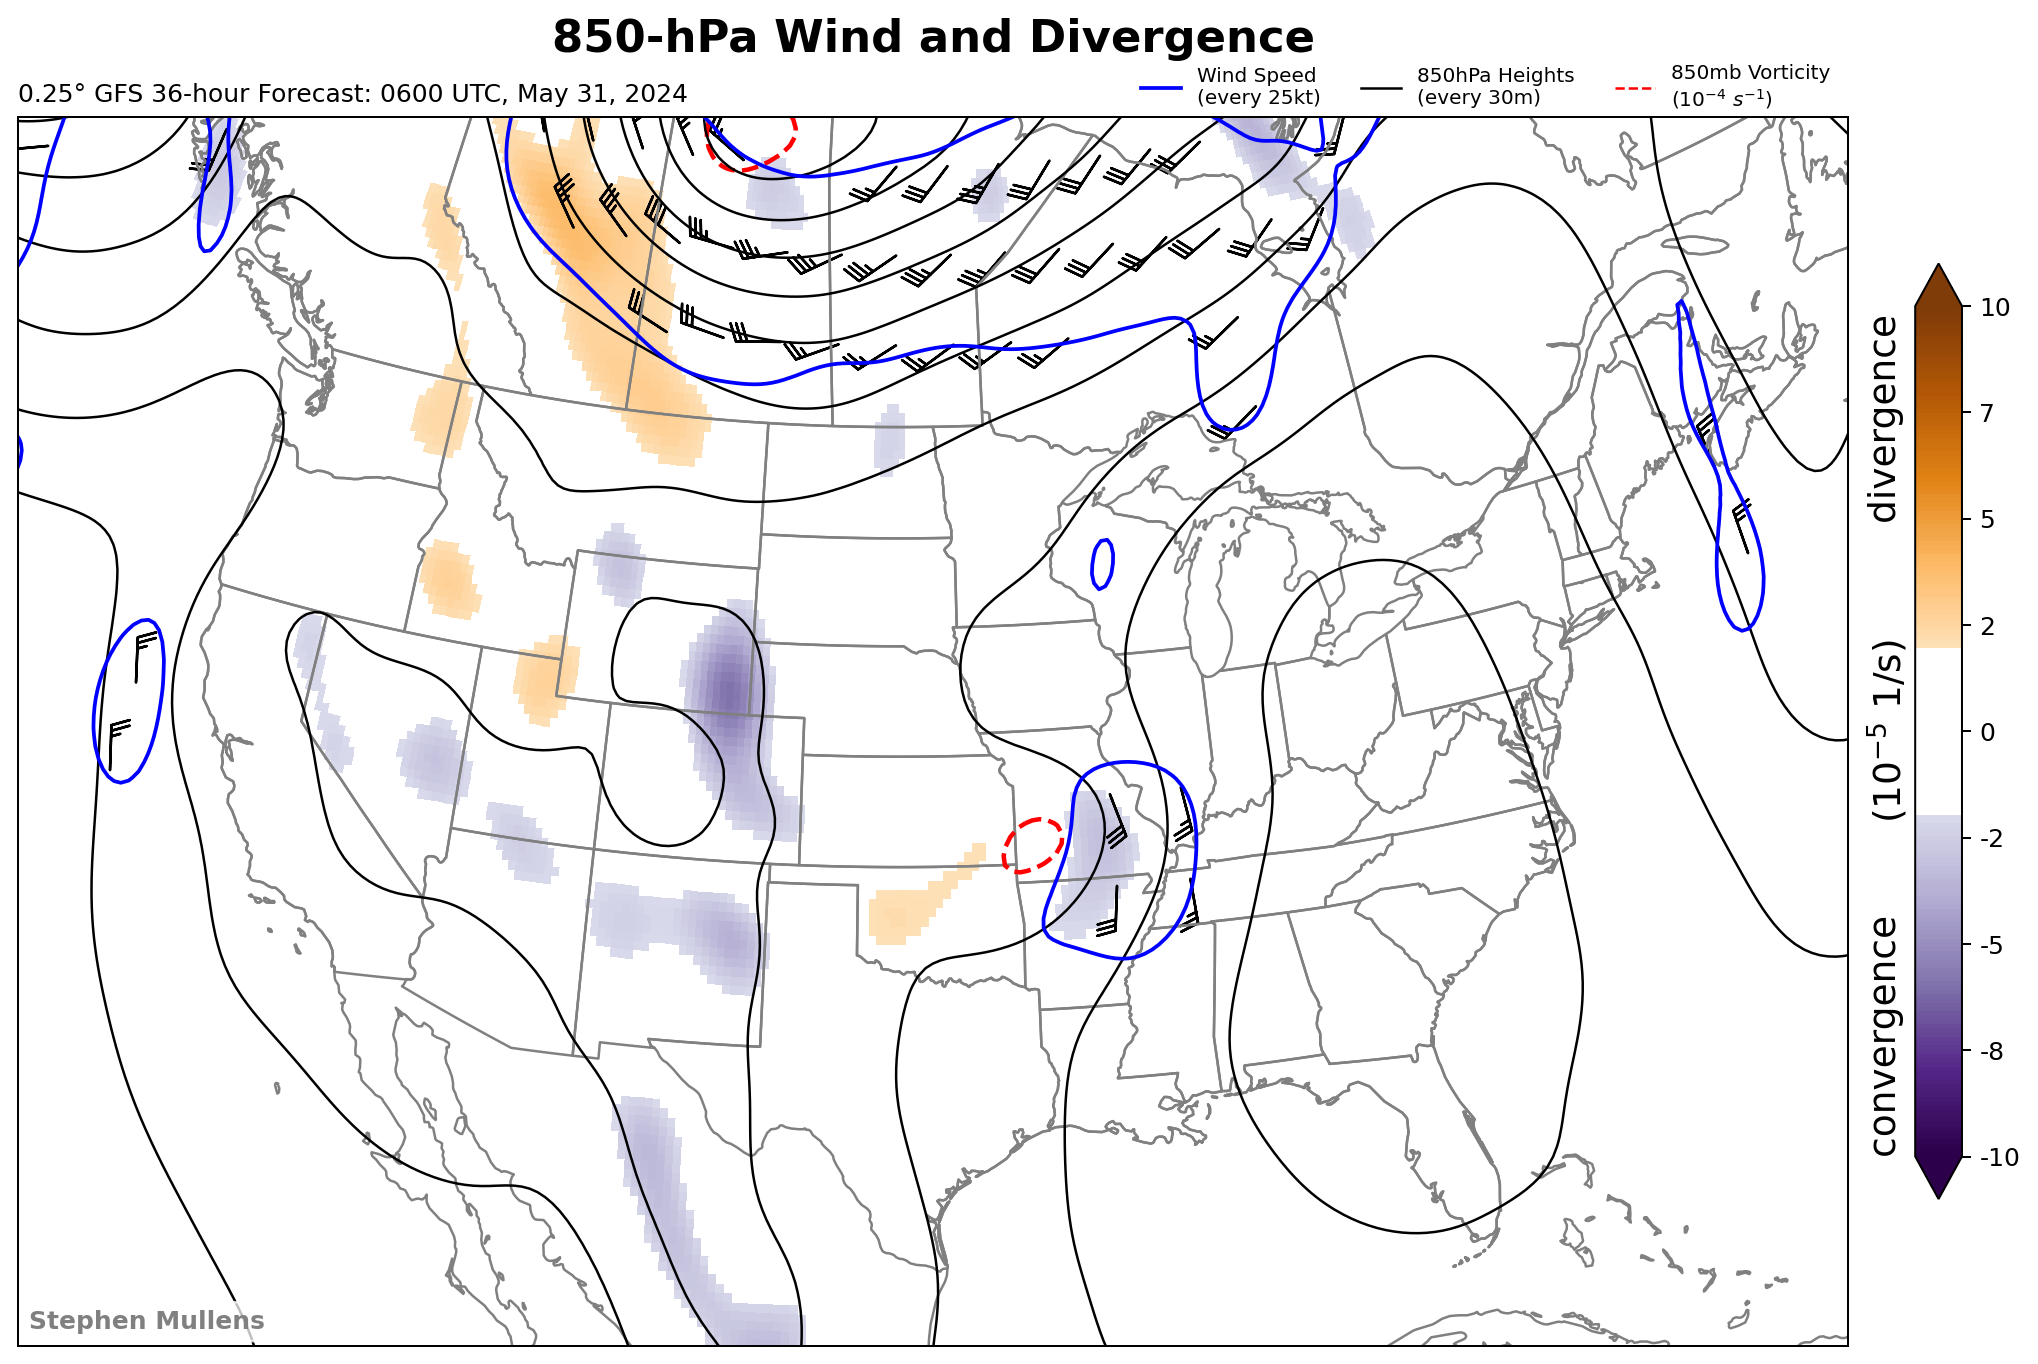 850-hPa Wind and Divergence
0.25° GFS 36-hour Forecast: 0600 UTC, May 31, 2024
Wind Speed
(every 25kt)
850hPa Heights
(every 30m)
850mb Vorticity
(10⁻⁴ s⁻¹)
10
7
5
2
0
-2
-5
-8
-10
convergence (10⁻⁵ 1/s) divergence
Stephen Mullens